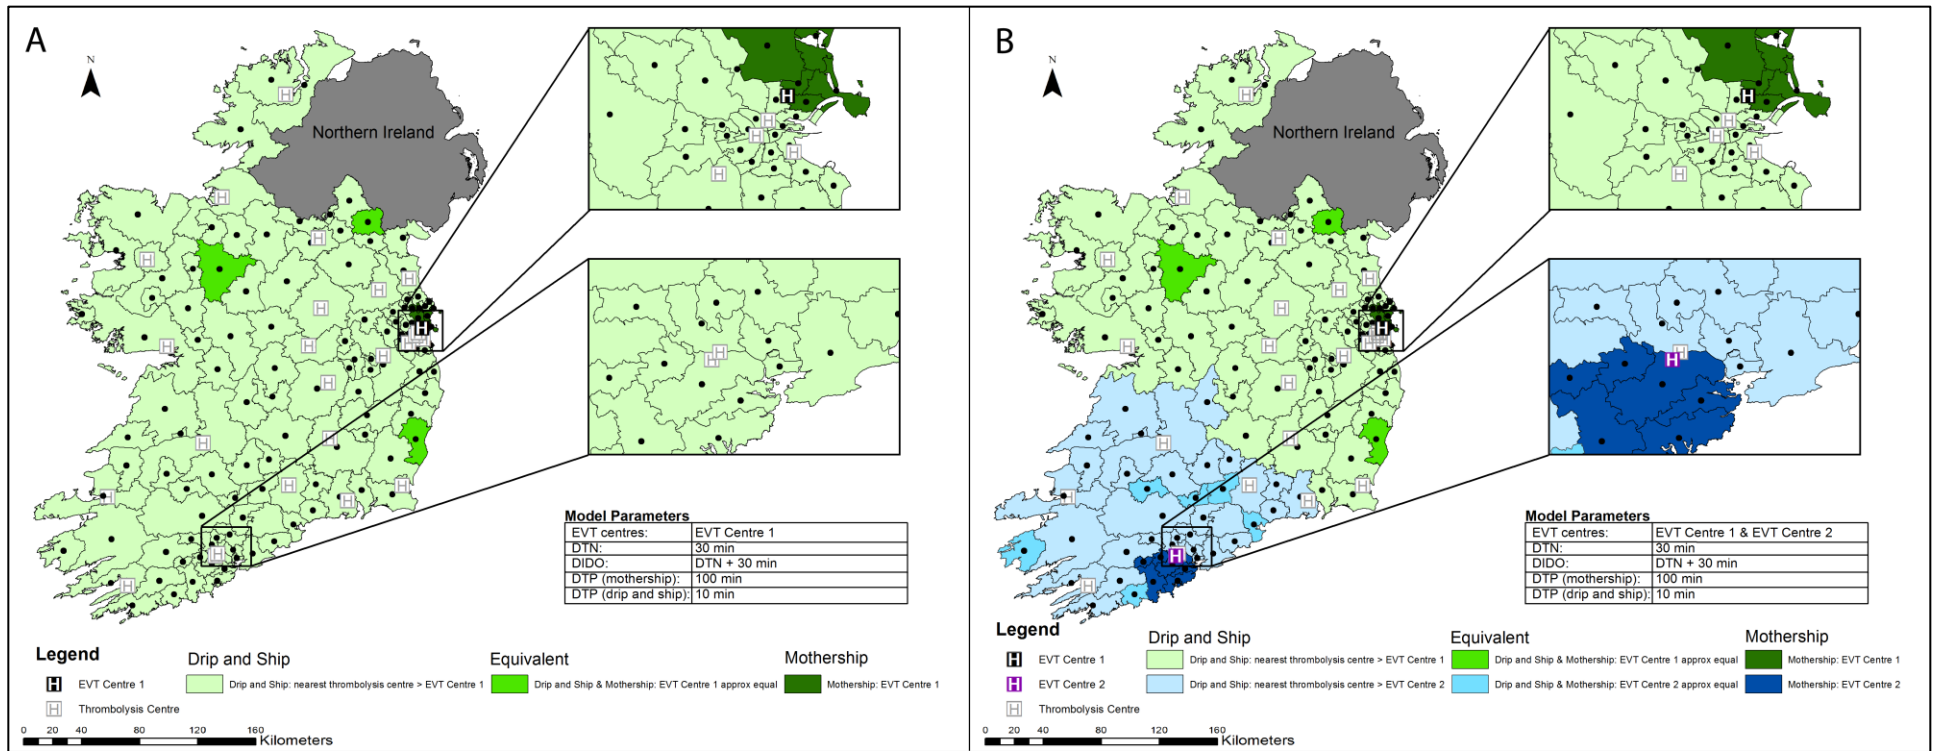 A
N
Northern Ireland
Model Parameters
EVT centres: EVT Centre 1
DTN: 30 min
DIDO: DTN + 30 min
DTP (mothership): 100 min
DTP (drip and ship): 10 min
Legend
Drip and Ship
Equivalent
Mothership
H EVT Centre 1
Drip and Ship: nearest thrombolysis centre > EVT Centre 1
Drip and Ship & Mothership: EVT Centre 1 approx equal
Mothership: EVT Centre 1
H Thrombolysis Centre
0 20 40 80 120 160
Kilometers
B
N
Northern Ireland
Model Parameters
EVT centres: EVT Centre 1 & EVT Centre 2
DTN: 30 min
DIDO: DTN + 30 min
DTP (mothership): 100 min
DTP (drip and ship): 10 min
Legend
Drip and Ship
Equivalent
Mothership
H EVT Centre 1
Drip and Ship: nearest thrombolysis centre > EVT Centre 1
Drip and Ship & Mothership: EVT Centre 1 approx equal
Mothership: EVT Centre 1
H EVT Centre 2
Drip and Ship: nearest thrombolysis centre > EVT Centre 2
Drip and Ship & Mothership: EVT Centre 2 approx equal
Mothership: EVT Centre 2
H Thrombolysis Centre
0 20 40 80 120 160
Kilometers